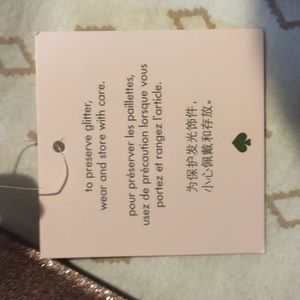 to preserve glitter,
wear and store with care.
pour préserver les paillettes,
usez de précaution lorsque vous
portez et rangez l'article.
为保护发光饰件，
小心佩戴和存放。